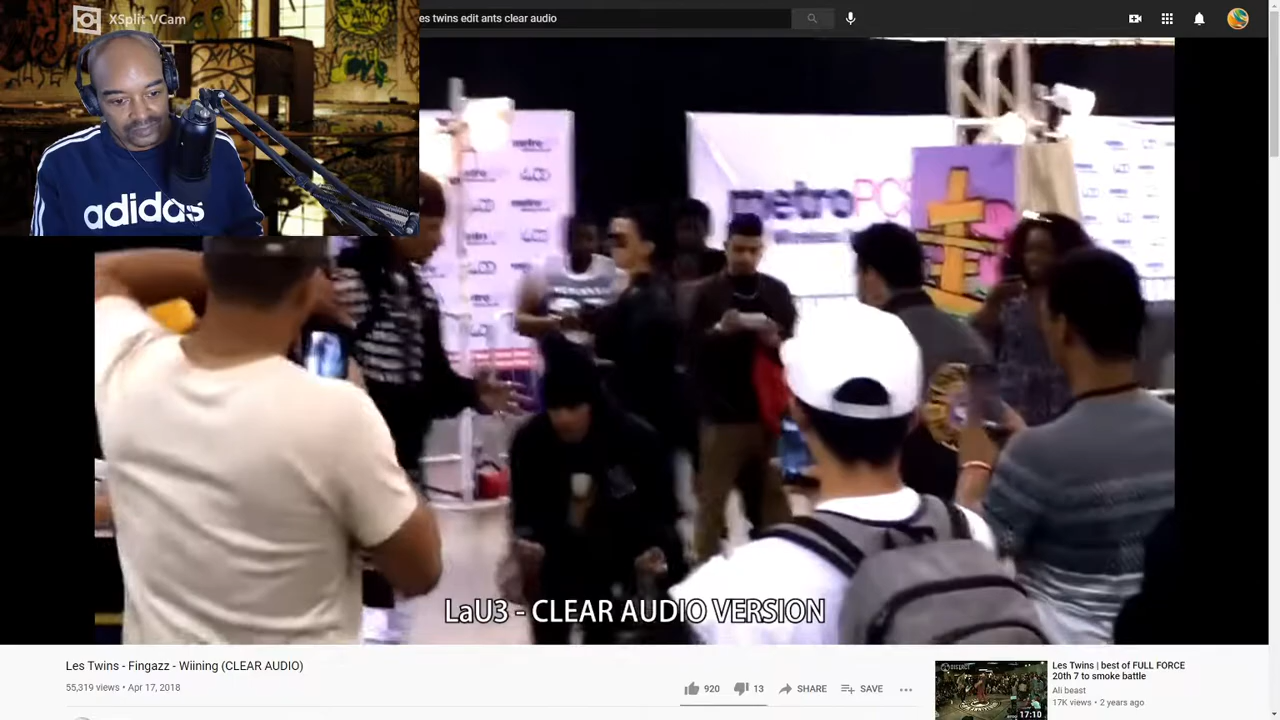 XSplit VCam
es twins edit ants clear audio
adidas
metroPC
LaU3 - CLEAR AUDIO VERSION
Les Twins - Fingazz - Wiining (CLEAR AUDIO)
55,319 views • Apr 17, 2018
920
13
SHARE
SAVE
Les Twins | best of FULL FORCE
20th 7 to smoke battle
Ali beast
17K views • 2 years ago
17:10